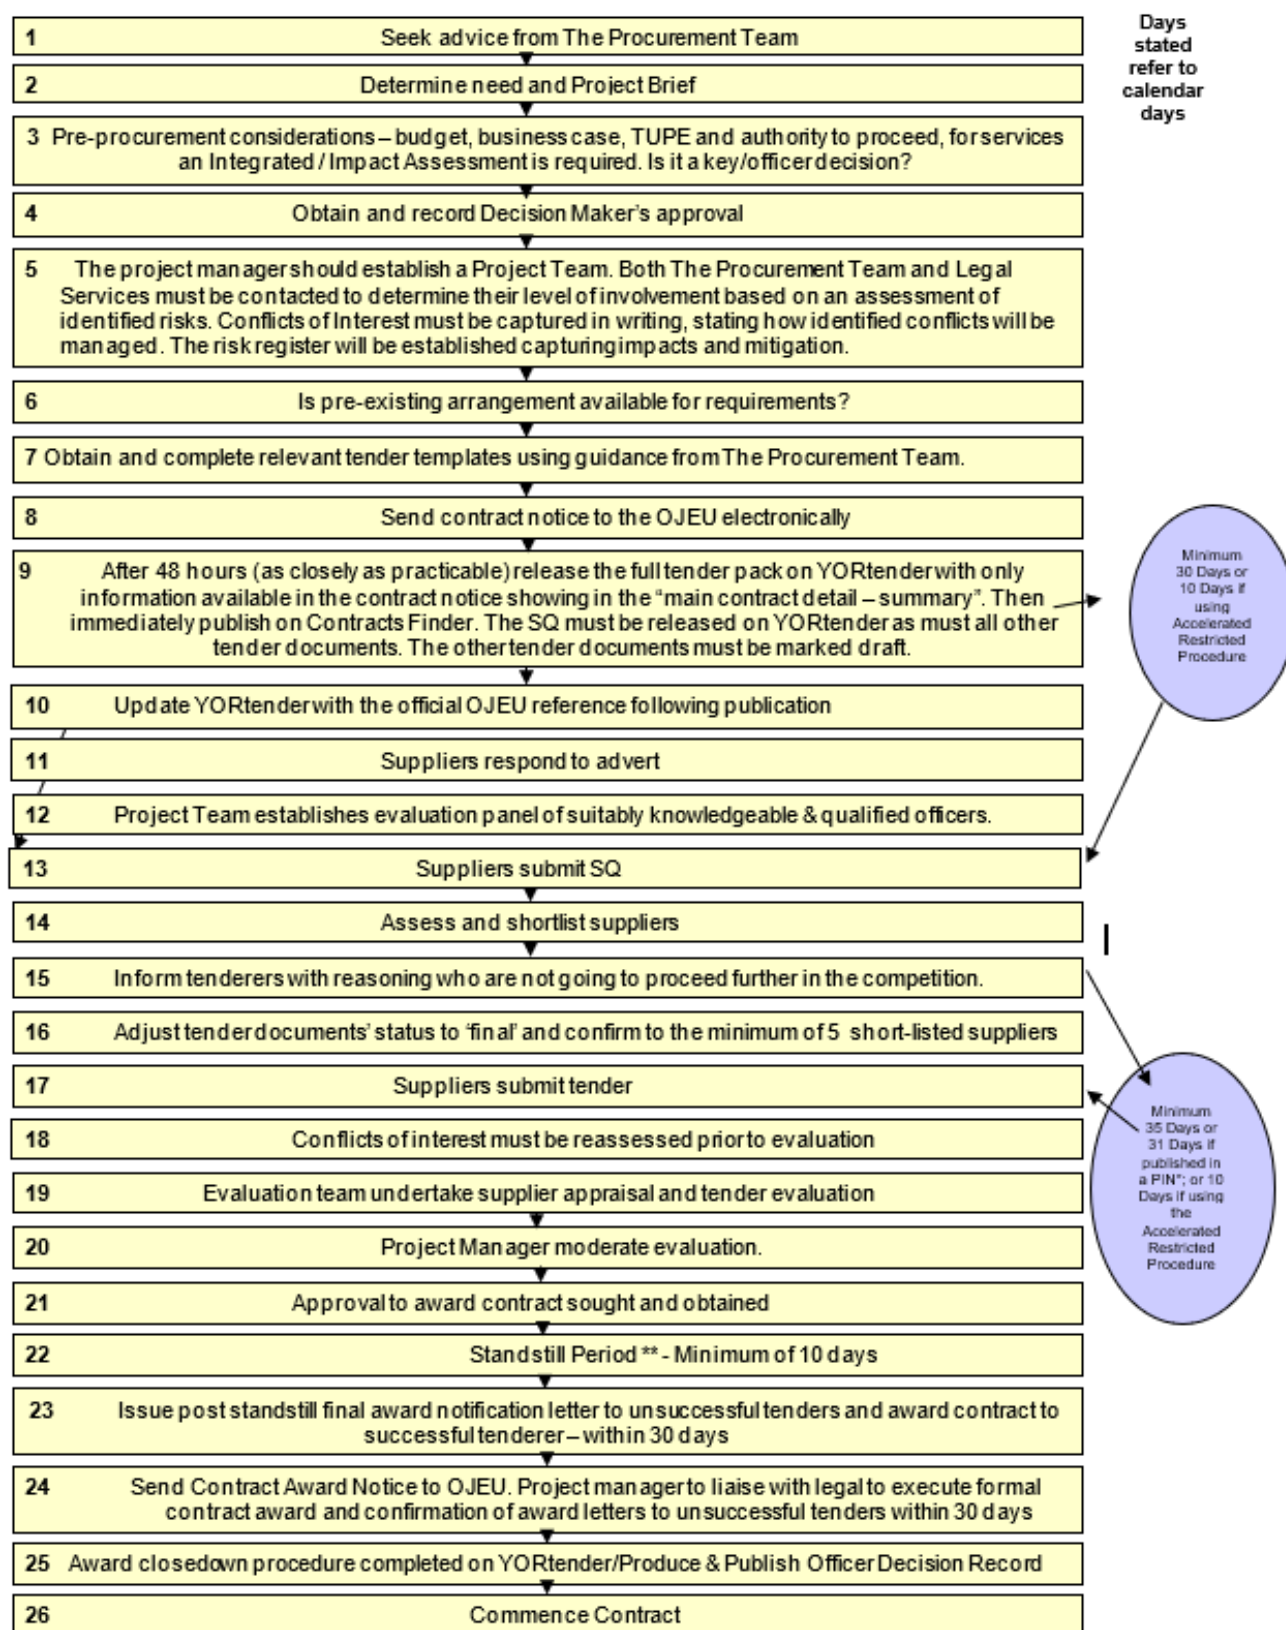 Days
stated
refer to
calendar
days
1 Seek advice from The Procurement Team
2 Determine need and Project Brief
3 Pre-procurement considerations – budget, business case, TUPE and authority to proceed, for services
an Integrated / Impact Assessment is required. Is it a key/officer decision?
4 Obtain and record Decision Maker's approval
5 The project manager should establish a Project Team. Both The Procurement Team and Legal
Services must be contacted to determine their level of involvement based on an assessment of
identified risks. Conflicts of Interest must be captured in writing, stating how identified conflicts will be
managed. The risk register will be established capturing impacts and mitigation.
6 Is pre-existing arrangement available for requirements?
7 Obtain and complete relevant tender templates using guidance from The Procurement Team.
8 Send contract notice to the OJEU electronically
9 After 48 hours (as closely as practicable) release the full tender pack on YORtender with only
information available in the contract notice showing in the “main contract detail – summary”. Then
immediately publish on Contracts Finder. The SQ must be released on YORtender as must all other
tender documents. The other tender documents must be marked draft.
Minimum
30 Days or
10 Days if
using
Accelerated
Restricted
Procedure
10 Update YORtender with the official OJEU reference following publication
11 Suppliers respond to advert
12 Project Team establishes evaluation panel of suitably knowledgeable & qualified officers.
13 Suppliers submit SQ
14 Assess and shortlist suppliers
15 Inform tenderers with reasoning who are not going to proceed further in the competition.
16 Adjust tender documents' status to ‘final’ and confirm to the minimum of 5 short-listed suppliers
17 Suppliers submit tender
18 Conflicts of interest must be reassessed prior to evaluation
19 Evaluation team undertake supplier appraisal and tender evaluation
Minimum
35 Days or
31 Days if
published in
a PIN*; or 10
Days if using
the
Accelerated
Restricted
Procedure
20 Project Manager moderate evaluation.
21 Approval to award contract sought and obtained
22 Standstill Period ** - Minimum of 10 days
23 Issue post standstill final award notification letter to unsuccessful tenders and award contract to
successful tenderer – within 30 days
24 Send Contract Award Notice to OJEU. Project manager to liaise with legal to execute formal
contract award and confirmation of award letters to unsuccessful tenders within 30 days
25 Award closedown procedure completed on YORtender/Produce & Publish Officer Decision Record
26 Commence Contract